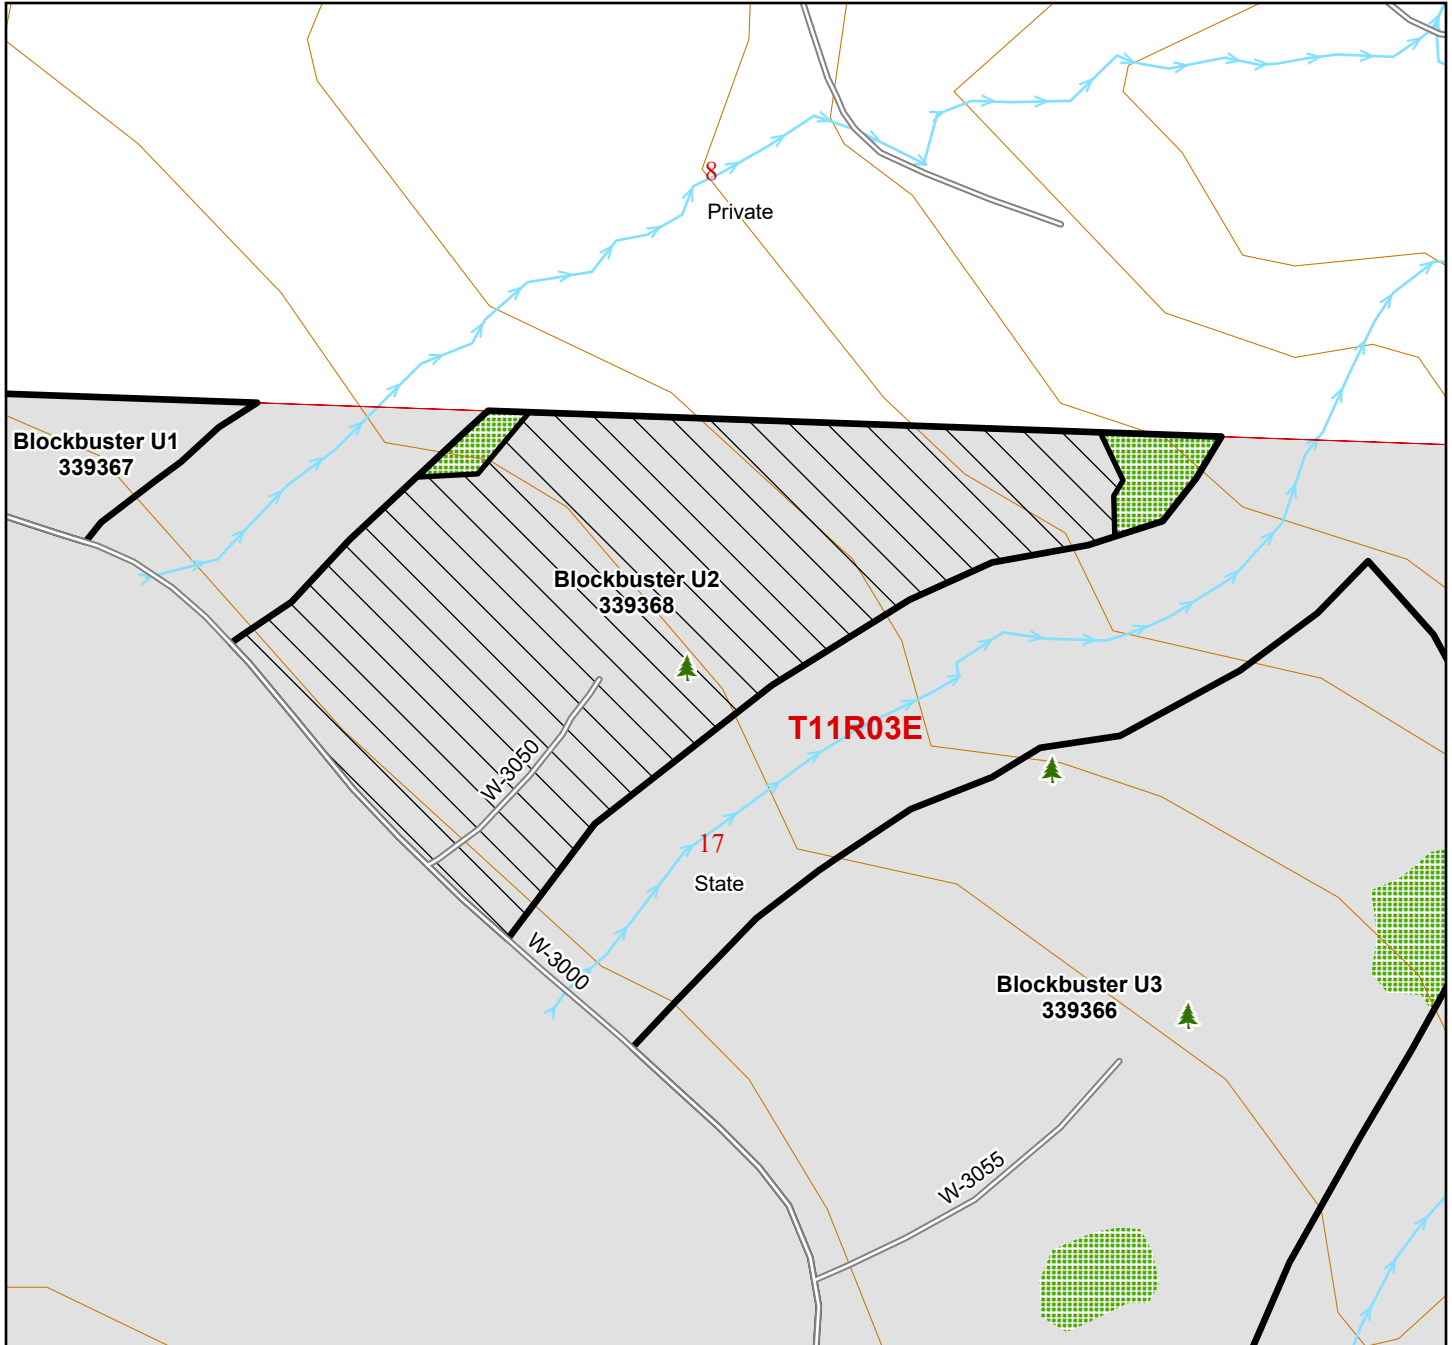 8
Private
Blockbuster U1
339367
Blockbuster U2
339368
T11R03E
W-3050
17
State
W-3000
Blockbuster U3
339366
W-3055